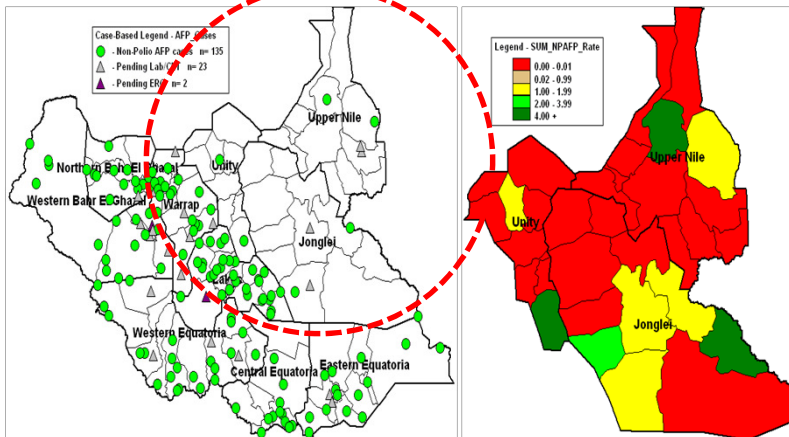 Case-Based Legend - AFP_Cases
- Non-Polio AFP cases n= 135
- Pending Lab/Cl n= 23
- Pending ERC n= 2
Upper Nile
Northern Bahr El Ghazal
Unity
Western Bahr El Ghazal
Warrap
Jonglei
Lakes
Western Equatoria
Central Equatoria
Eastern Equatoria
Legend - SUM_NPAFP_Rate
0.00 - 0.01
0.02 - 0.99
1.00 - 1.99
2.00 - 3.99
4.00 +
Upper Nile
Unity
Jonglei